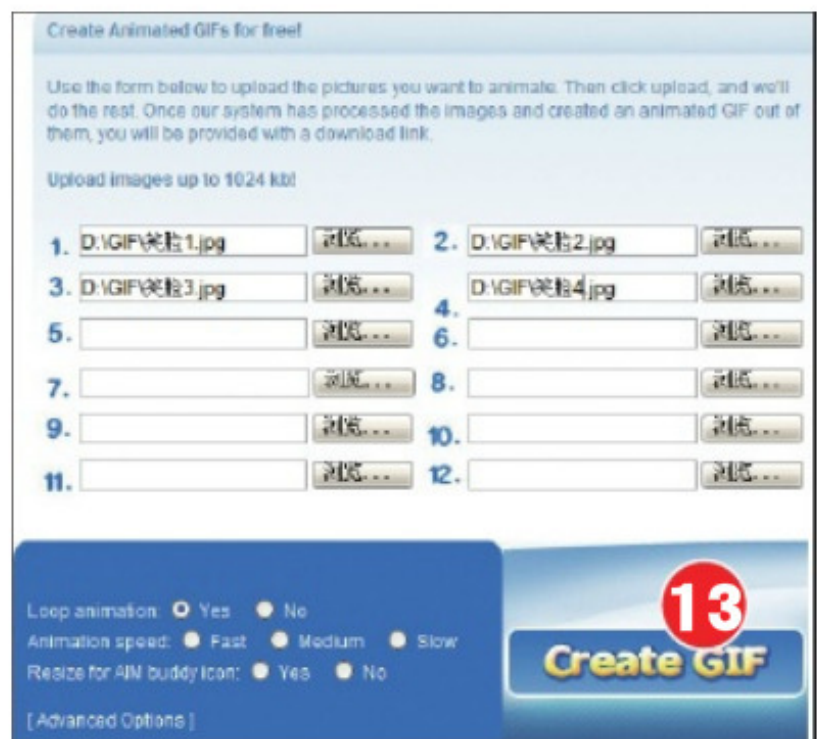 Create Animated GIFs for free!
Use the form below to upload the pictures you want to animate. Then click upload, and we'll
do the rest. Once our system has processed the images and created an animated GIF out of
them, you will be provided with a download link.
Upload images up to 1024 kb!
1. D:\GIF\笑脸1.jpg 浏览... 2. D:\GIF\笑脸2.jpg 浏览...
3. D:\GIF\笑脸3.jpg 浏览... 4. D:\GIF\笑脸4.jpg 浏览...
5. 浏览... 6. 浏览...
7. 浏览... 8. 浏览...
9. 浏览... 10. 浏览...
11. 浏览... 12. 浏览...
Loop animation: Yes No
Animation speed: Fast Medium Slow
Resize for AIM buddy icon: Yes No
[ Advanced Options ]
13
Create GIF